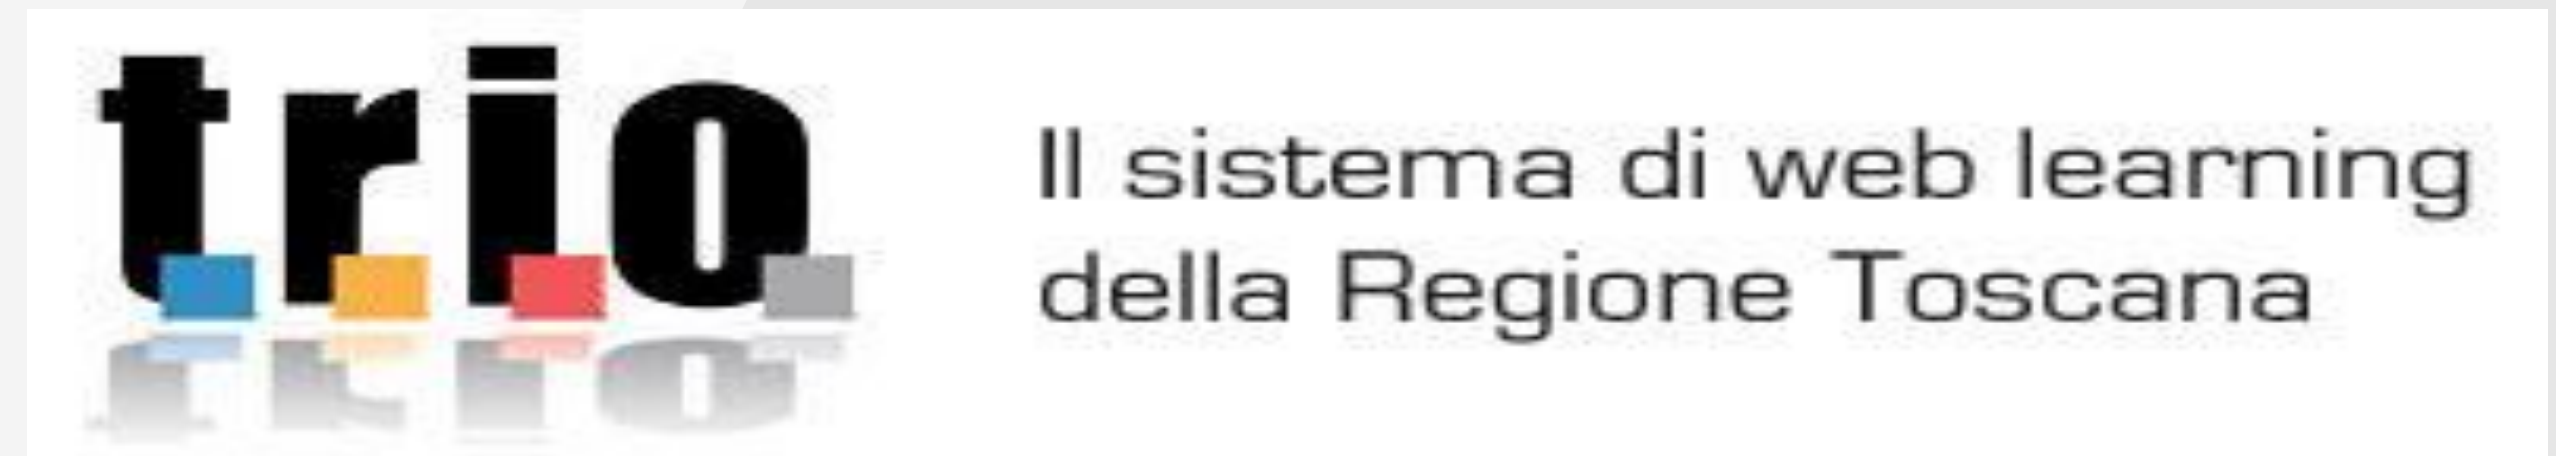 trio
Il sistema di web learning
della Regione Toscana